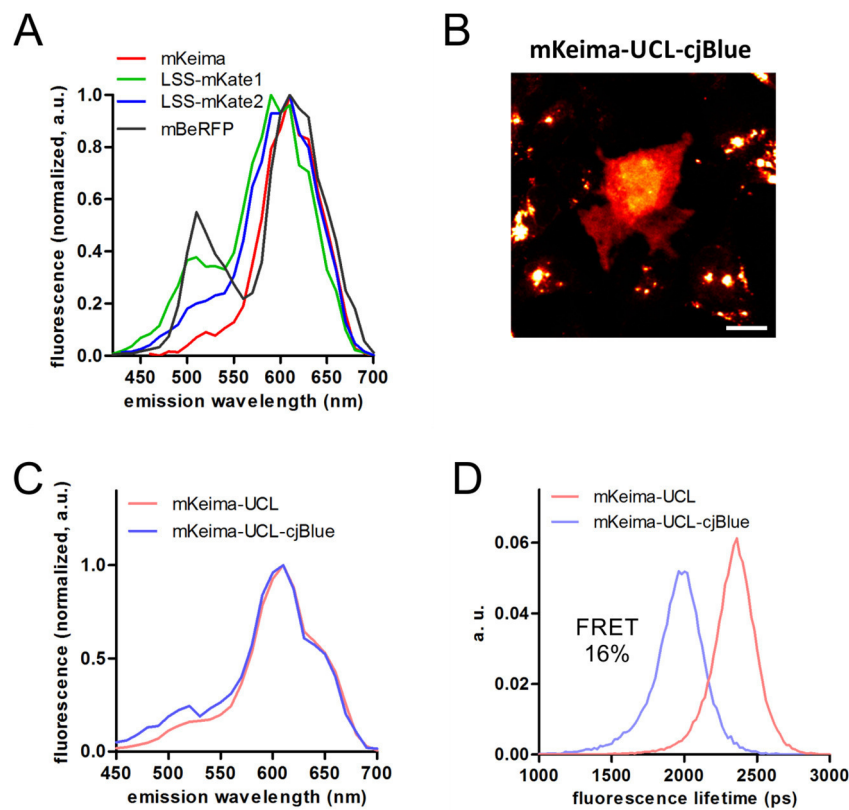 A
mKeima
LSS-mKate1
LSS-mKate2
mBeRFP
fluorescence (normalized, a.u.)
1.0
0.8
0.6
0.4
0.2
0.0
450 500 550 600 650 700
emission wavelength (nm)
B
mKeima-UCL-cjBlue
C
mKeima-UCL
mKeima-UCL-cjBlue
fluorescence (normalized, a.u.)
1.0
0.5
0.0
450 500 550 600 650 700
emission wavelength (nm)
D
mKeima-UCL
mKeima-UCL-cjBlue
a. u.
0.06
0.04
0.02
0.00
FRET
16%
1000 1500 2000 2500 3000
fluorescence lifetime (ps)